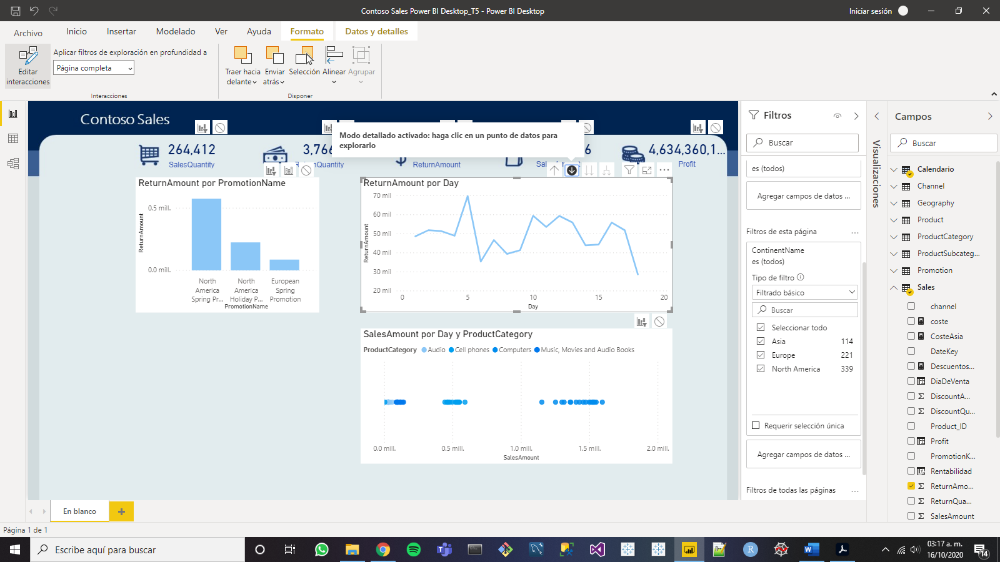 Contoso Sales Power BI Desktop_T5 - Power BI Desktop
Iniciar sesión
Archivo
Inicio
Insertar
Modelado
Ver
Ayuda
Formato
Datos y detalles
Editar
interacciones
Aplicar filtros de exploración en profundidad a
Página completa
Interacciones
Traer hacia
delante
Enviar
atrás
Selección
Alinear
Agrupar
Disponer
Contoso Sales
Modo detallado activado: haga clic en un punto de datos para
explorarlo
264,412
SalesQuantity
3,766
nQuantity
ReturnAmount
6
4,634,360,1...
Profit
ReturnAmount por PromotionName
ReturnAmount
0.5 mill.
0.0 mill.
North
America
Spring Pr...
North
America
Holiday P...
European
Spring
Promotion
PromotionName
ReturnAmount por Day
ReturnAmount
70 mil
60 mil
50 mil
40 mil
30 mil
20 mil
0
5
10
15
20
Day
SalesAmount por Day y ProductCategory
ProductCategory
Audio
Cell phones
Computers
Music, Movies and Audio Books
0.0 mill.
0.5 mill.
1.0 mill.
1.5 mill.
2.0 mill.
SalesAmount
Filtros
Buscar
es (todos)
Agregar campos de datos ...
Filtros de esta página
ContinentName
es (todos)
Tipo de filtro
Filtrado básico
Buscar
Seleccionar todo
Asia 114
Europe 221
North America 339
Requerir selección única
Agregar campos de datos ...
Filtros de todas las páginas
Visualizaciones
Campos
Buscar
Calendario
Channel
Geography
Product
ProductCategory
ProductSubcateg...
Promotion
Sales
channel
coste
CosteAsia
DateKey
Descuentos...
DiaDeVenta
DiscountA...
DiscountQu...
Product_ID
Profit
PromotionK...
Rentabilidad
ReturnAmo...
ReturnQua...
SalesAmount
En blanco
Página 1 de 1
Escribe aquí para buscar
03:17 a. m.
16/10/2020
14